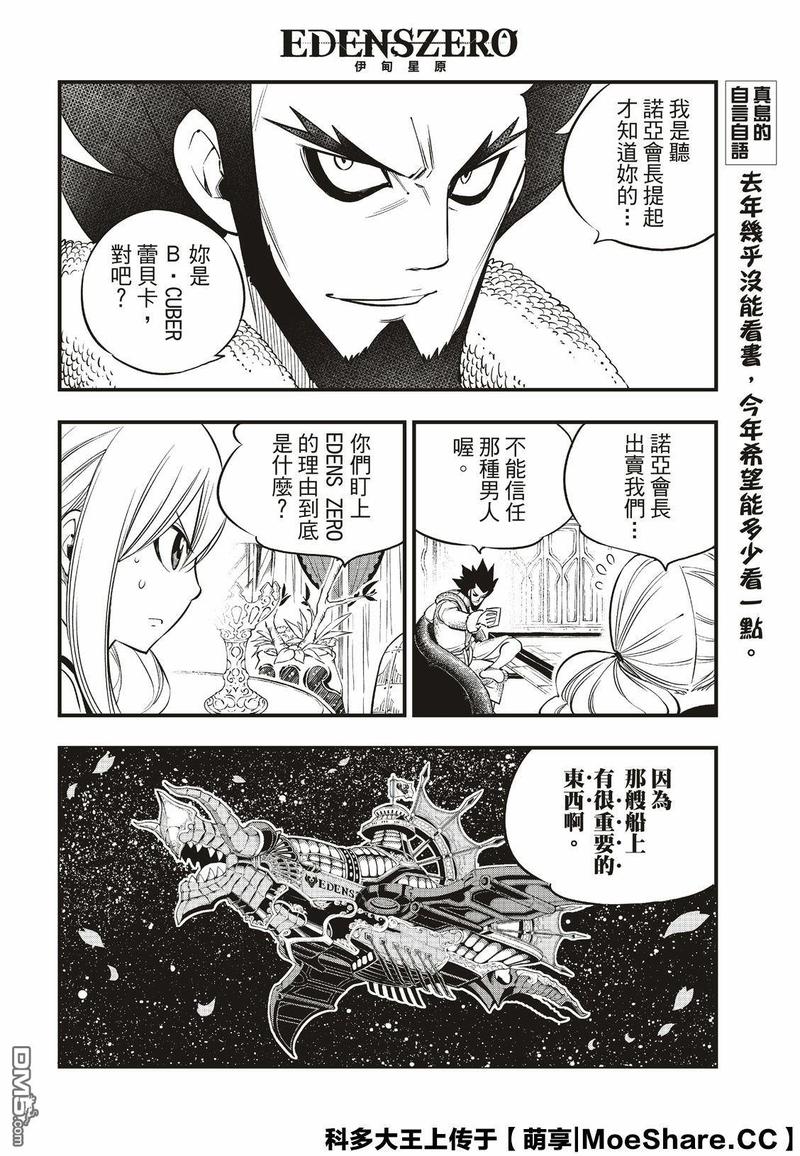 EDENSZERO
伊甸星原
真島的
自言自語
去年幾乎沒能看書，今年希望能多少看一點。
我是聽
諾亞會長提起
才知道妳的…
妳是
B・CUBER
蕾貝卡，
對吧？
諾亞會長
出賣我們…
不能信任
那種男人
喔。
你們盯上
EDENS ZERO
的理由到底
是什麼？
因為
那艘船上
有很重要的
東西啊。
EDENS
DM5.com
科多大王上传于【萌享|MoeShare.CC】